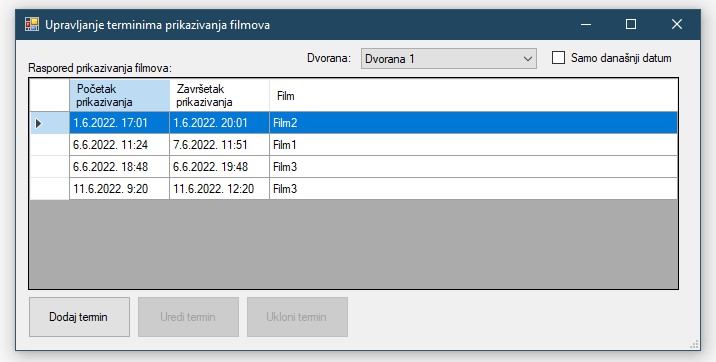 Upravljanje terminima prikazivanja filmova
Dvorana: Dvorana 1 Samo današnji datum
Raspored prikazivanja filmova:
Početak prikazivanja Završetak prikazivanja Film
1.6.2022. 17:01 1.6.2022. 20:01 Film2
6.6.2022. 11:24 7.6.2022. 11:51 Film1
6.6.2022. 18:48 6.6.2022. 19:48 Film3
11.6.2022. 9:20 11.6.2022. 12:20 Film3
Dodaj termin Uredi termin Ukloni termin